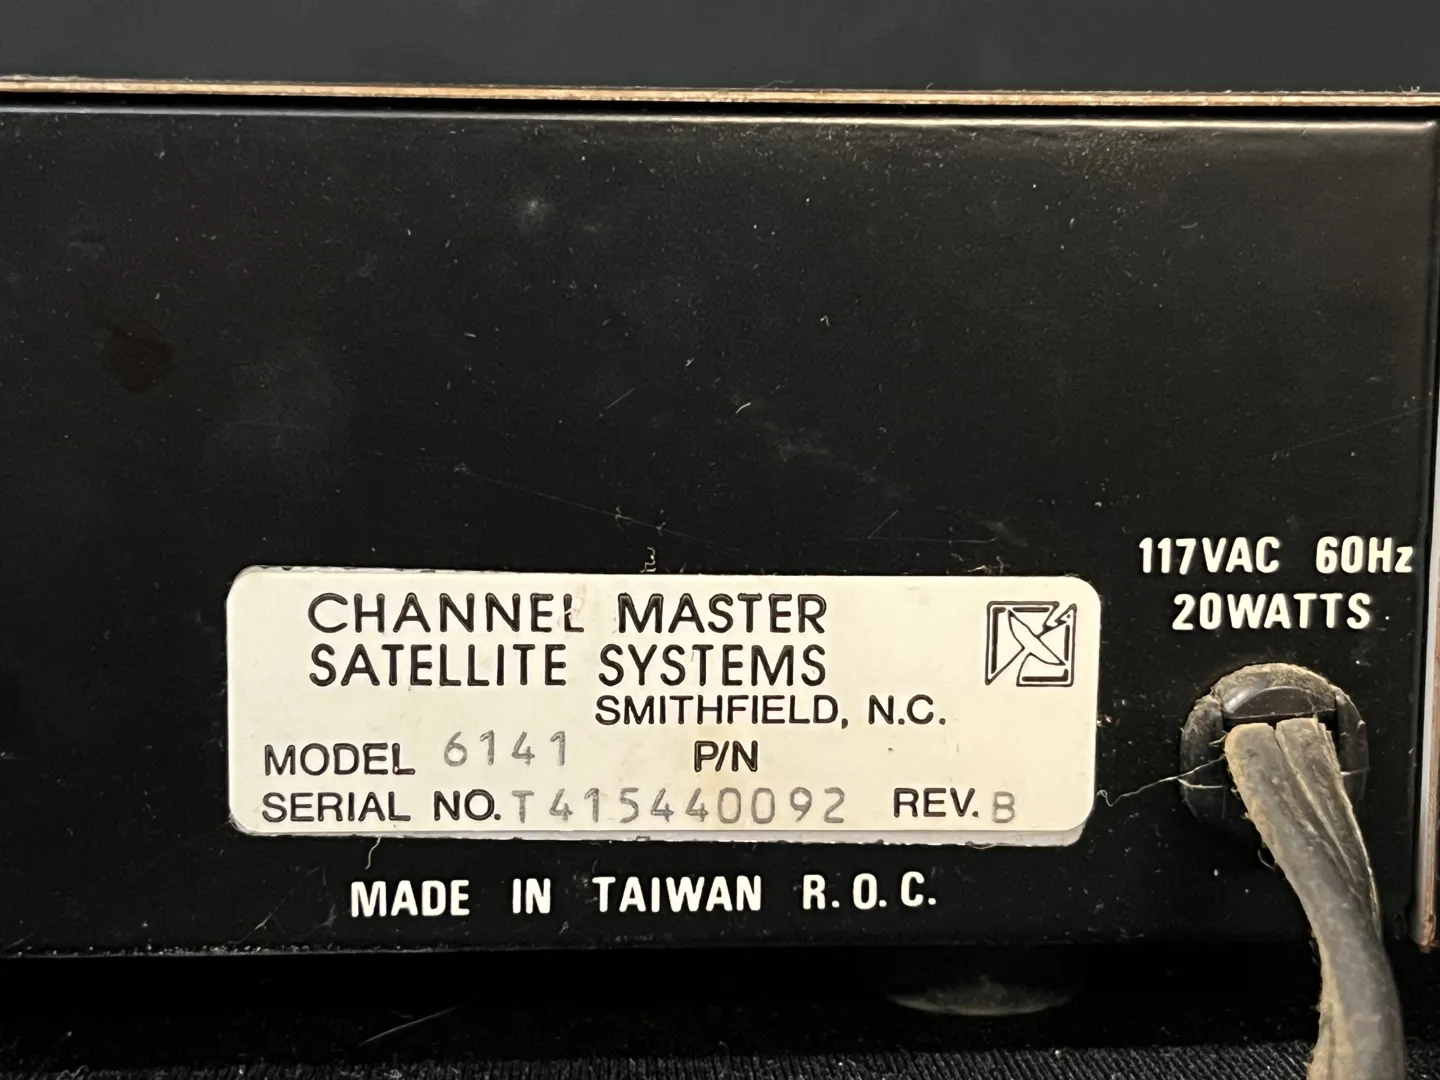 117VAC 60Hz
20WATTS
CHANNEL MASTER
SATELLITE SYSTEMS
SMITHFIELD, N.C.
MODEL 6141 P/N
SERIAL NO. T415440092 REV. B
MADE IN TAIWAN R.O.C.